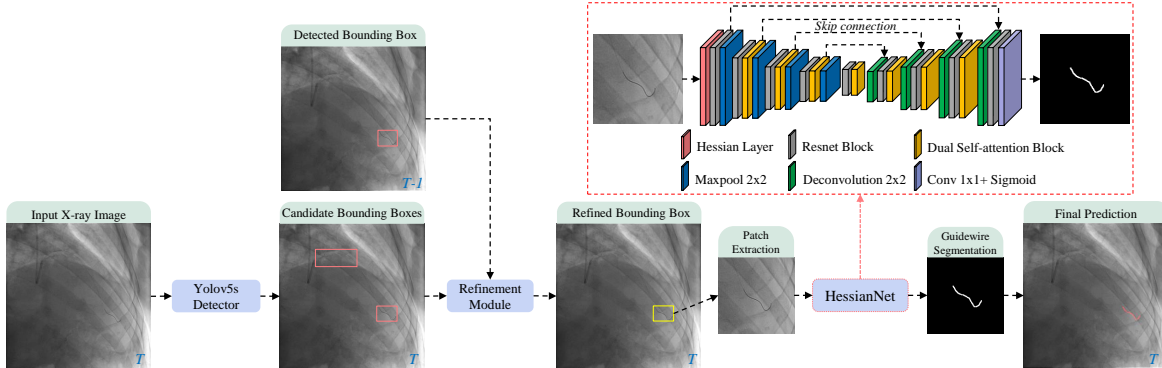 Detected Bounding Box
T-1
Skip connection
Hessian Layer
Resnet Block
Dual Self-attention Block
Maxpool 2x2
Deconvolution 2x2
Conv 1x1+ Sigmoid
Input X-ray Image
T
Yolov5s
Detector
Candidate Bounding Boxes
T
Refinement
Module
Refined Bounding Box
T
Patch
Extraction
HessianNet
Guidewire
Segmentation
Final Prediction
T